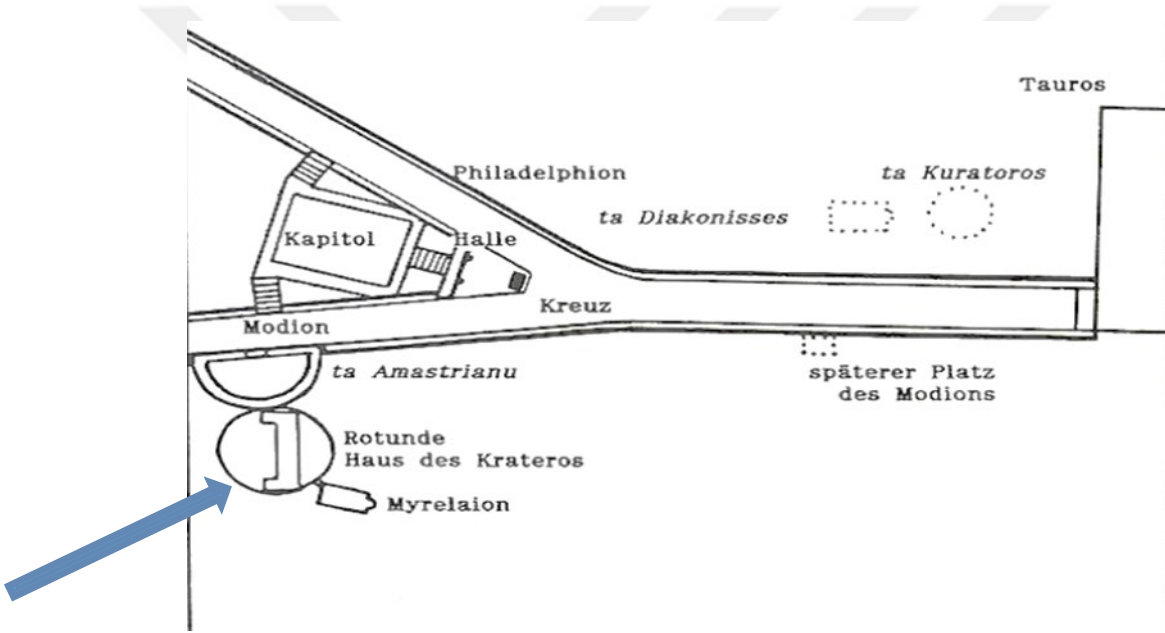 Tauros
Philadelphion
ta Kuratoros
ta Diakonisses
Kapitol
Halle
Kreuz
Modion
ta Amastrianu
späterer Platz
des Modions
Rotunde
Haus des Krateros
Myrelaion